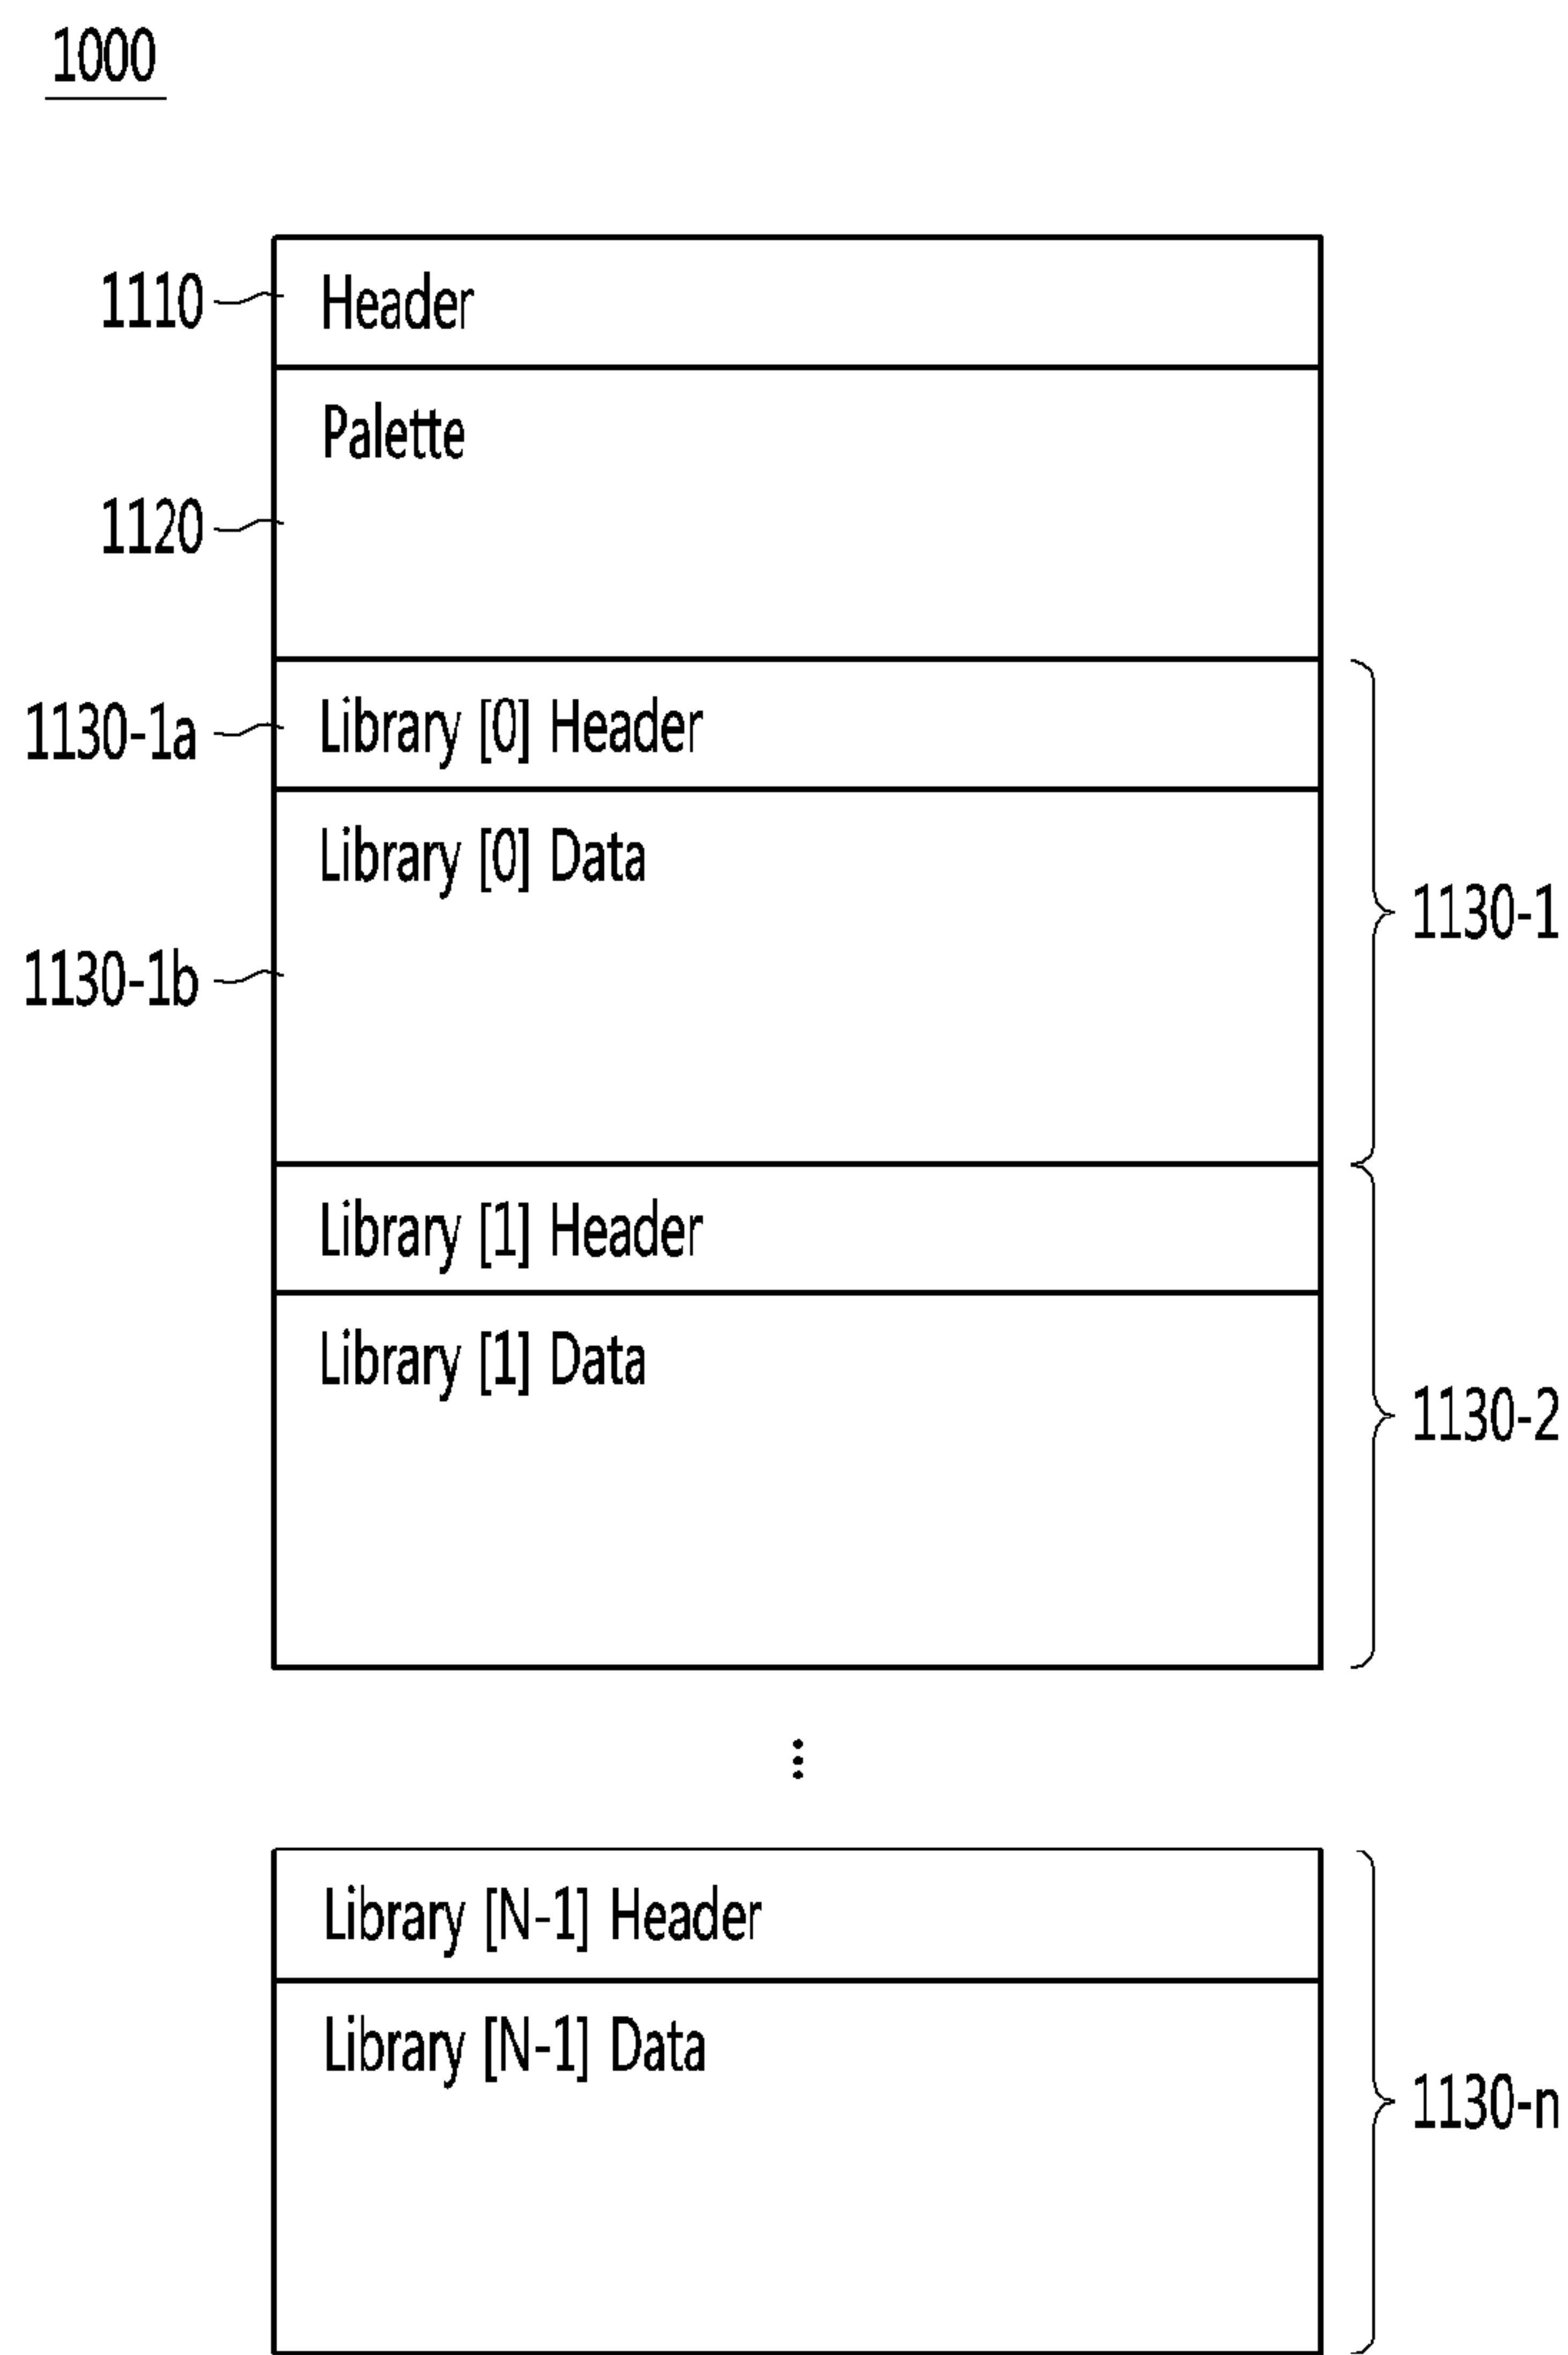 1000
1110
Header
Palette
1120
1130-1a
Library [0] Header
Library [0] Data
1130-1
1130-1b
Library [1] Header
Library [1] Data
1130-2
Library [N-1] Header
Library [N-1] Data
1130-n